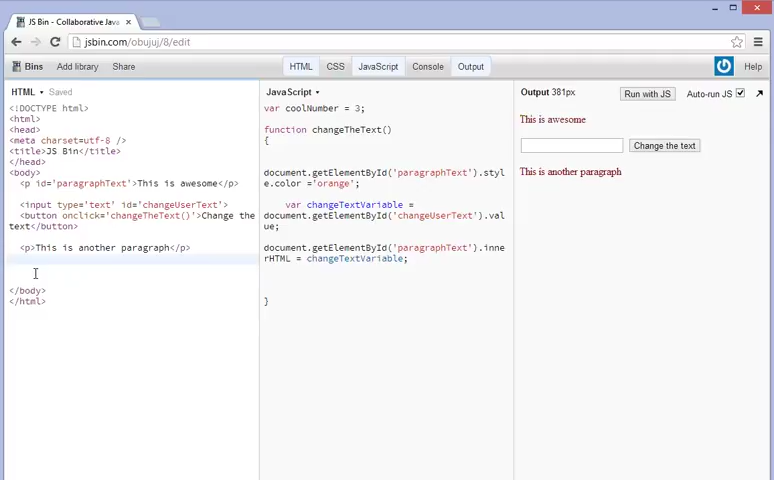 JS Bin - Collaborative Java
jsbin.com/obujuj/8/edit
Bins Add library Share HTML CSS JavaScript Console Output Help
HTML Saved
<!DOCTYPE html>
<html>
<head>
<meta charset=utf-8 />
<title>JS Bin</title>
</head>
<body>
<p id='paragraphText'>This is awesome</p>
<input type='text' id='changeUserText'>
<button onclick='changeTheText()'>Change the
text</button>
<p>This is another paragraph</p>
</body>
</html>
JavaScript
var coolNumber = 3;
function changeTheText()
{
document.getElementById('paragraphText').styl
e.color ='orange';
var changeTextVariable =
document.getElementById('changeUserText').val
ue;
document.getElementById('paragraphText').inne
rHTML = changeTextVariable;
}
Output 381px Run with JS Auto-run JS
This is awesome
Change the text
This is another paragraph